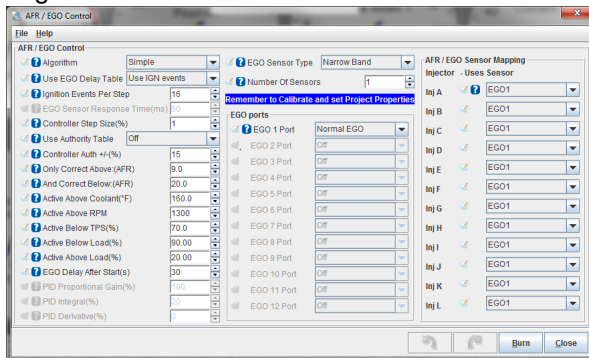 AFR / EGO Control
File Help
AFR / EGO Control
Algorithm Simple
Use EGO Delay Table Use IGN events
Ignition Events Per Step 16
EGO Sensor Response Time(ms) 50
Controller Step Size(%) 1
Use Authority Table Off
Controller Auth +/-(%) 15
Only Correct Above:(AFR) 9.0
And Correct Below:(AFR) 20.0
Active Above Coolant(°F) 160.0
Active Above RPM 1300
Active Below TPS(%) 70.0
Active Below Load(%) 90.00
Active Above Load(%) 20.00
EGO Delay After Start(s) 30
PID Proportional Gain(%) 100
PID Integral(%) 20
PID Derivative(%) 0
EGO Sensor Type Narrow Band
Number Of Sensors 1
Remember to Calibrate and set Project Properties
EGO ports
EGO 1 Port Normal EGO
EGO 2 Port Off
EGO 3 Port Off
EGO 4 Port Off
EGO 5 Port Off
EGO 6 Port Off
EGO 7 Port Off
EGO 8 Port Off
EGO 9 Port Off
EGO 10 Port Off
EGO 11 Port Off
EGO 12 Port Off
AFR / EGO Sensor Mapping
Injector - Uses Sensor
Inj A EGO1
Inj B EGO1
Inj C EGO1
Inj D EGO1
Inj E EGO1
Inj F EGO1
Inj G EGO1
Inj H EGO1
Inj I EGO1
Inj J EGO1
Inj K EGO1
Inj L EGO1
Burn Close